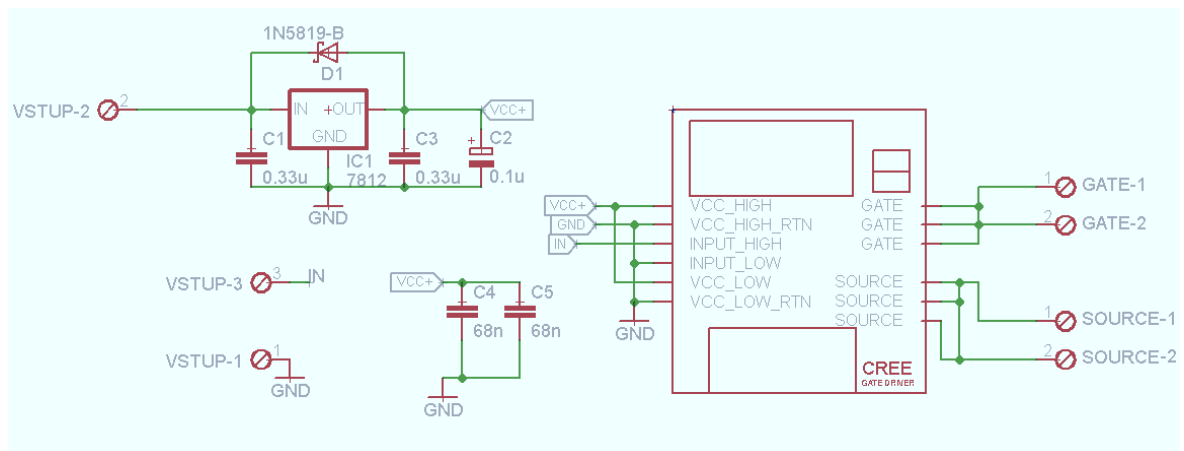 1N5819-B
D1
VSTUP-2
2
IN
+OUT
GND
VCC+
C1
0.33u
IC1
7812
C3
0.33u
+
C2
0.1u
GND
VSTUP-3
3
IN
VSTUP-1
1
GND
VCC+
C4
68n
C5
68n
GND
VCC+
GND
IN
VCC_HIGH
VCC_HIGH_RTN
INPUT_HIGH
INPUT_LOW
VCC_LOW
VCC_LOW_RTN
GND
GATE
GATE
GATE
SOURCE
SOURCE
SOURCE
CREE
GATE DRIVER
1
GATE-1
2
GATE-2
1
SOURCE-1
2
SOURCE-2